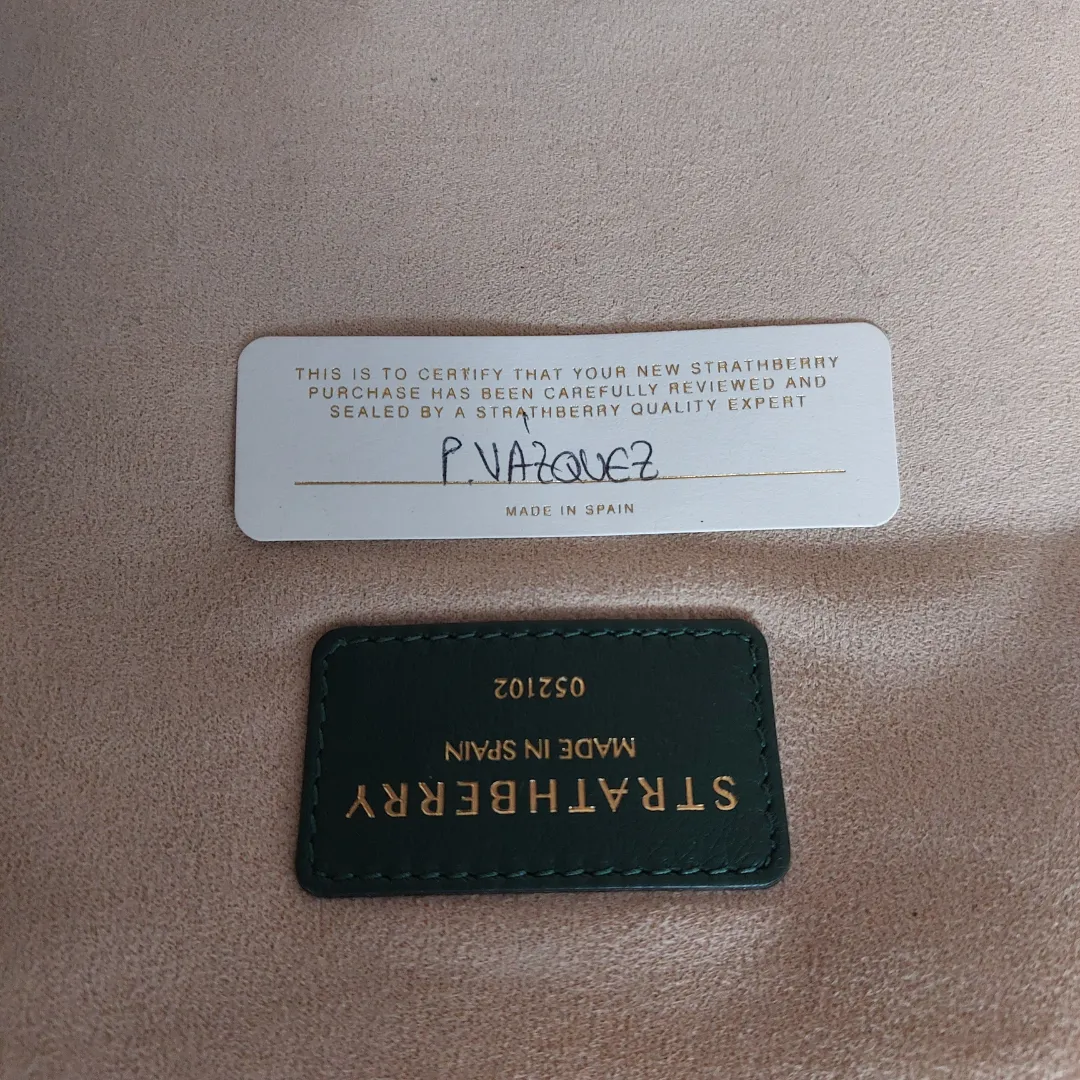 THIS IS TO CERTIFY THAT YOUR NEW STRATHBERRY
PURCHASE HAS BEEN CAREFULLY REVIEWED AND
SEALED BY A STRATHBERRY QUALITY EXPERT
P. VAZQUEZ
MADE IN SPAIN
STRATHBERRY
MADE IN SPAIN
052102